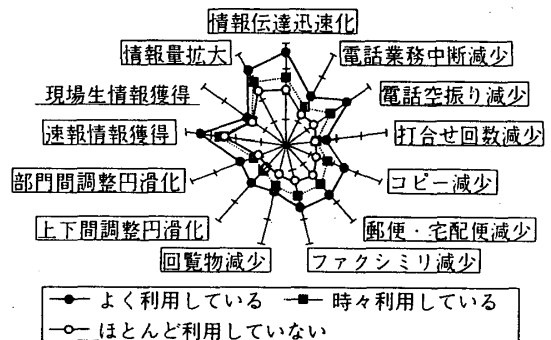 情報伝達迅速化
情報量拡大
電話業務中断減少
現場生情報獲得
電話空振り減少
速報情報獲得
打合せ回数減少
部門間調整円滑化
コピー減少
上下間調整円滑化
郵便・宅配便減少
回覧物減少
ファクシミリ減少
よく利用している
時々利用している
ほとんど利用していない